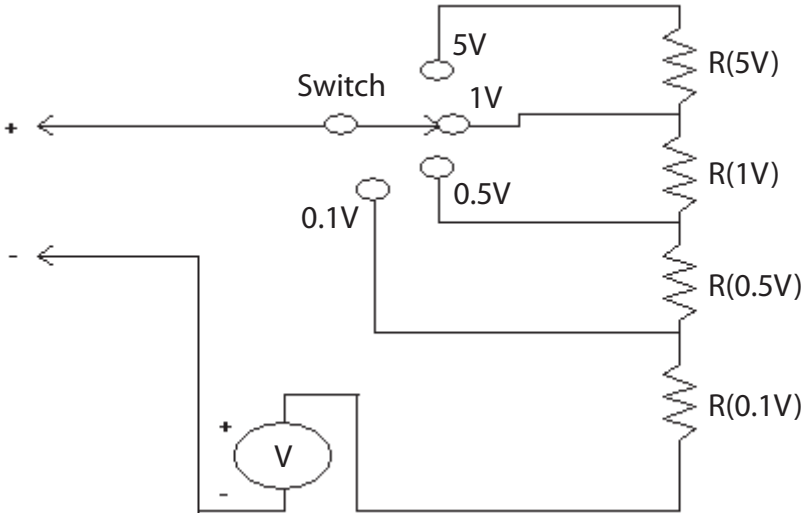 5V
R(5V)
Switch
1V
+
R(1V)
0.5V
0.1V
-
R(0.5V)
R(0.1V)
+
V
-